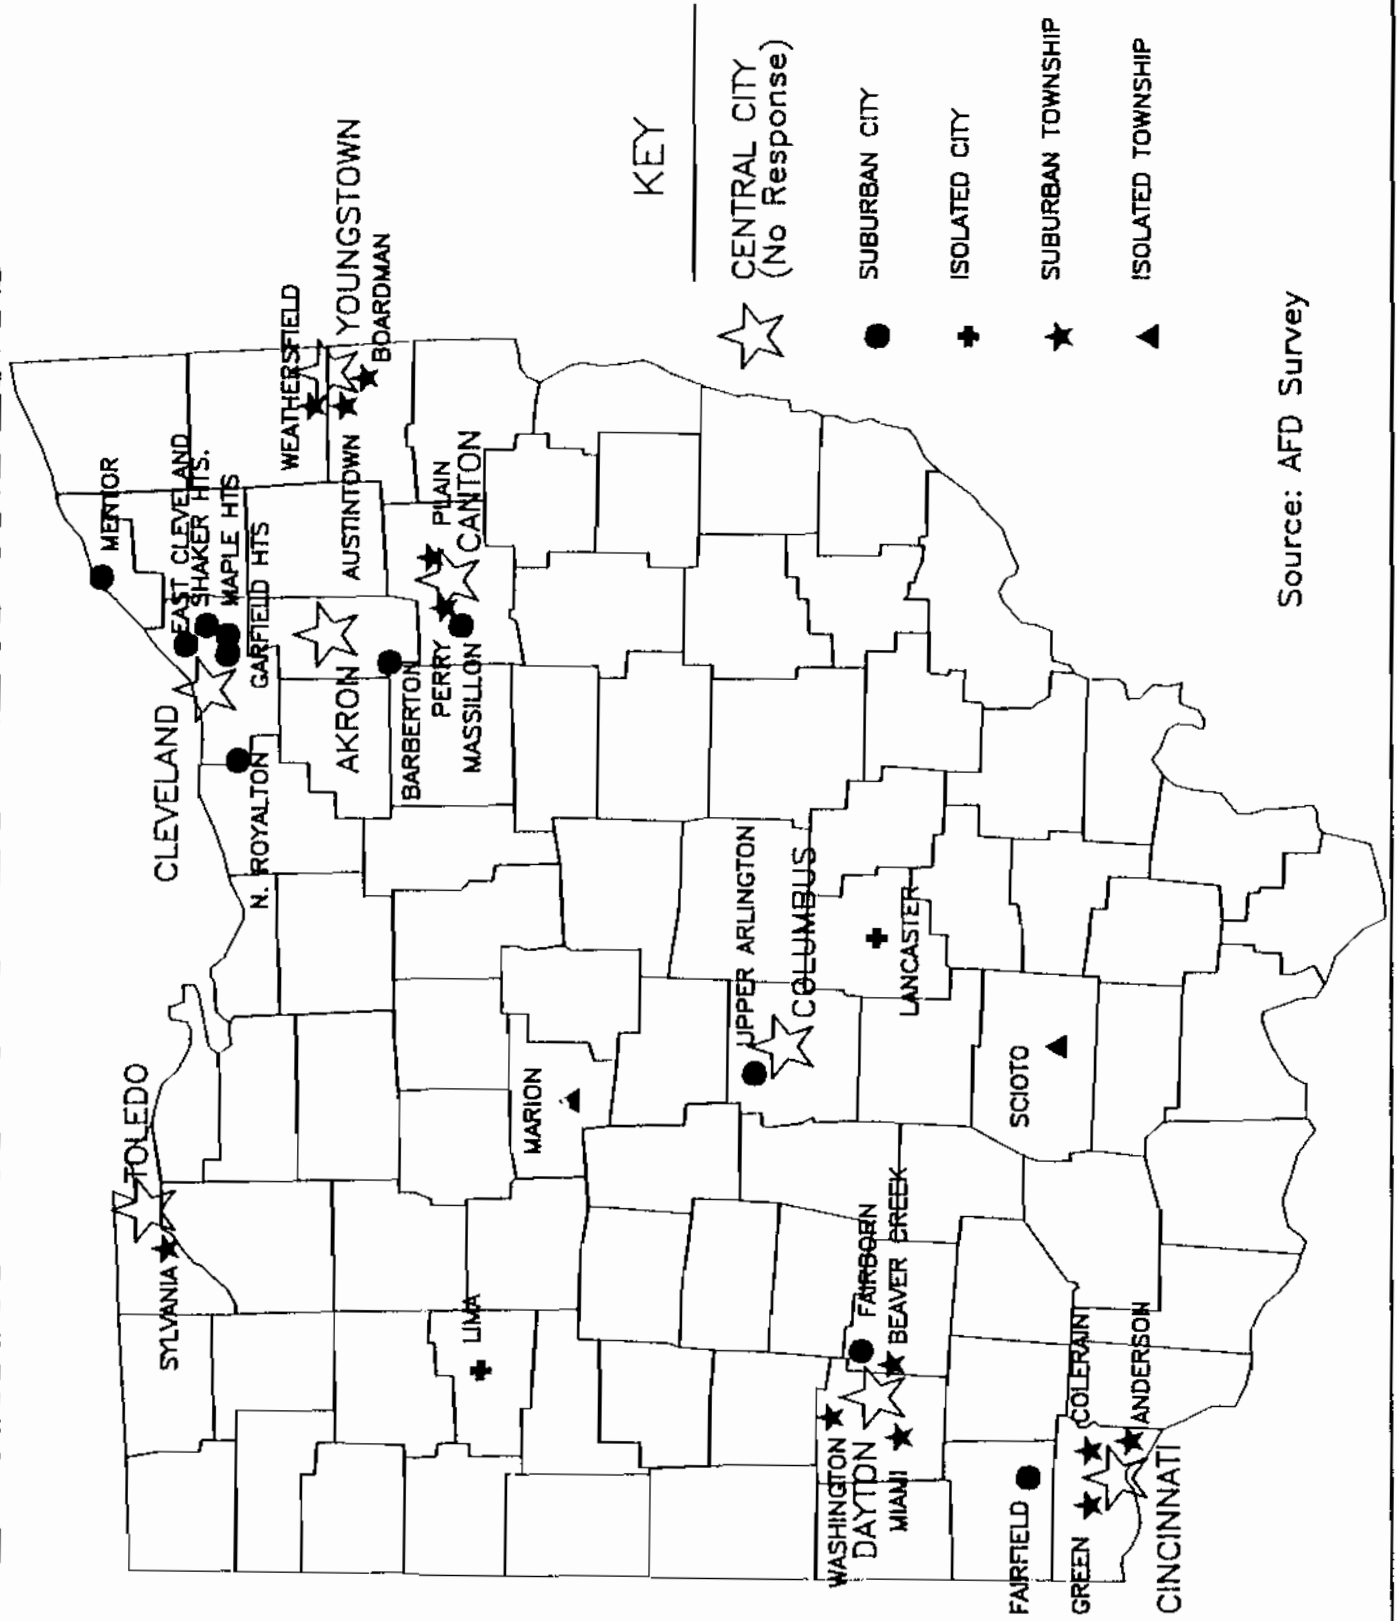 TOLEDO
SYLVANIA
CLEVELAND
MENTOR
EAST CLEVELAND
SHAKER HTS.
MAPLE HTS
GARFIELD HTS
N. ROYALTON
WEATHERSFIELD
YOUNGSTOWN
BOARDMAN
AUSTINTOWN
AKRON
BARBERTON
PLAIN
CANTON
PERRY
MASSILLON
LIMA
MARION
UPPER ARLINGTON
COLUMBUS
LANCASTER
FAIRBORN
BEAVER CREEK
WASHINGTON
DAYTON
MIAMI
SCIOTO
FAIRFIELD
GREEN
COLERAIN
ANDERSON
CINCINNATI
KEY
CENTRAL CITY
(No Response)
SUBURBAN CITY
ISOLATED CITY
SUBURBAN TOWNSHIP
ISOLATED TOWNSHIP
Source: AFD Survey